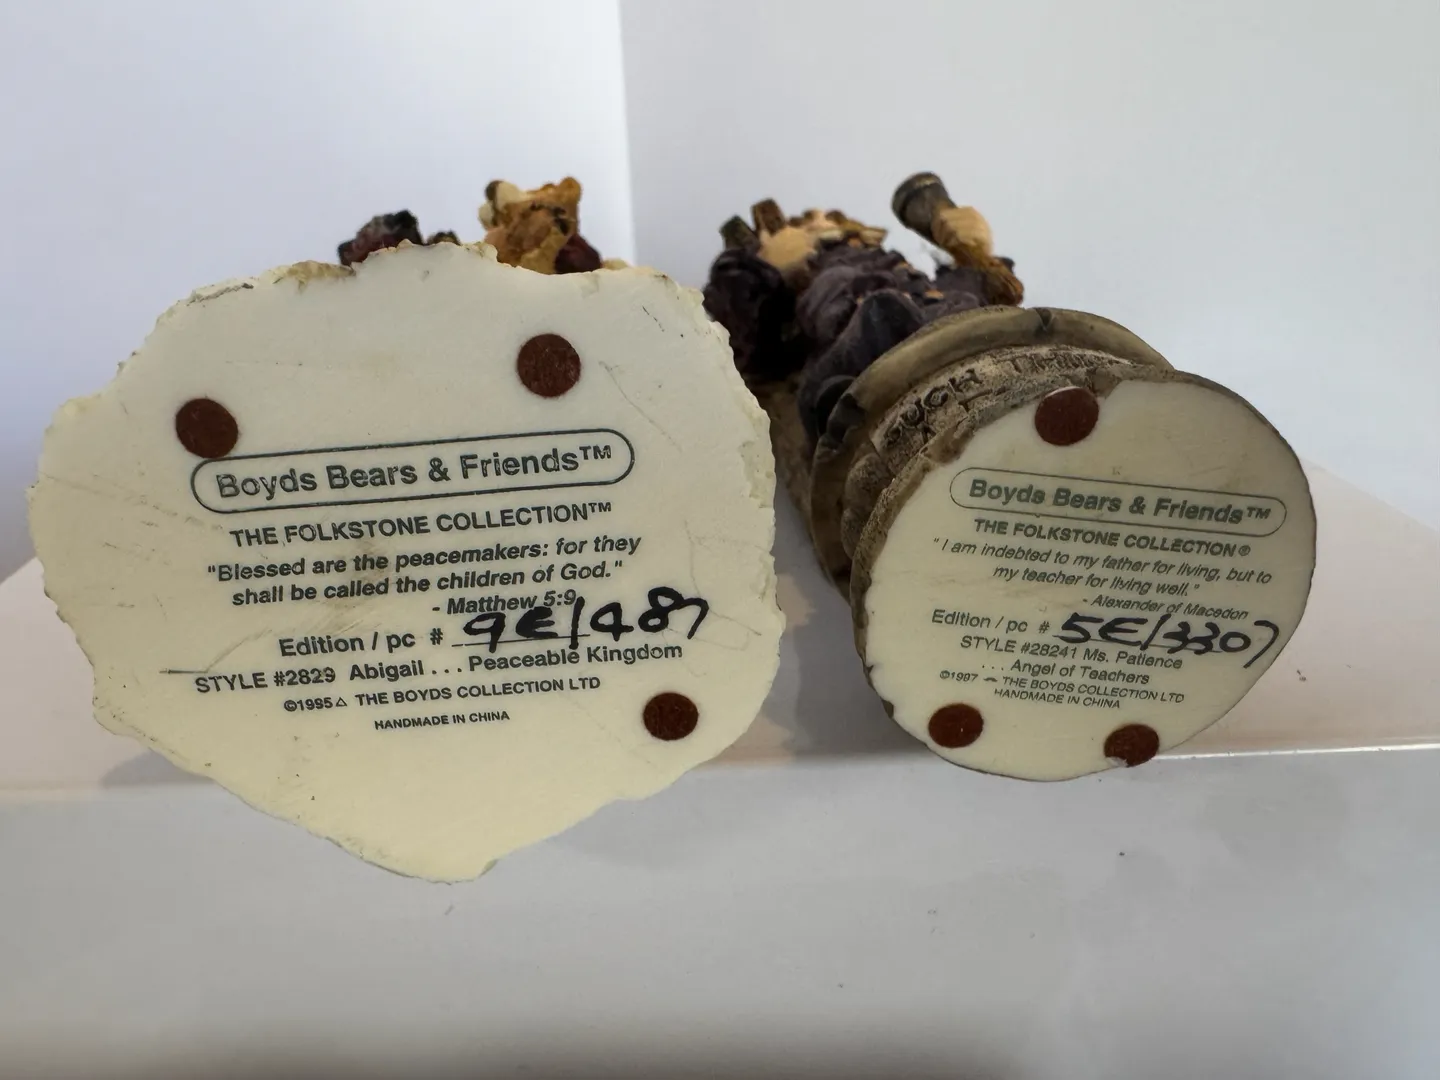 Boyds Bears & Friends™
THE FOLKSTONE COLLECTION™
"Blessed are the peacemakers: for they
shall be called the children of God."
- Matthew 5:9
Edition / pc # 9E/487
STYLE #2829 Abigail . . . Peaceable Kingdom
©1995 THE BOYDS COLLECTION LTD
HANDMADE IN CHINA
Boyds Bears & Friends™
THE FOLKSTONE COLLECTION®
"I am indebted to my father for living, but to
my teacher for living well."
- Alexander of Macedon
Edition / pc # 5E/3307
STYLE #28241 Ms. Patience
. . . Angel of Teachers
©1997 THE BOYDS COLLECTION LTD
HANDMADE IN CHINA